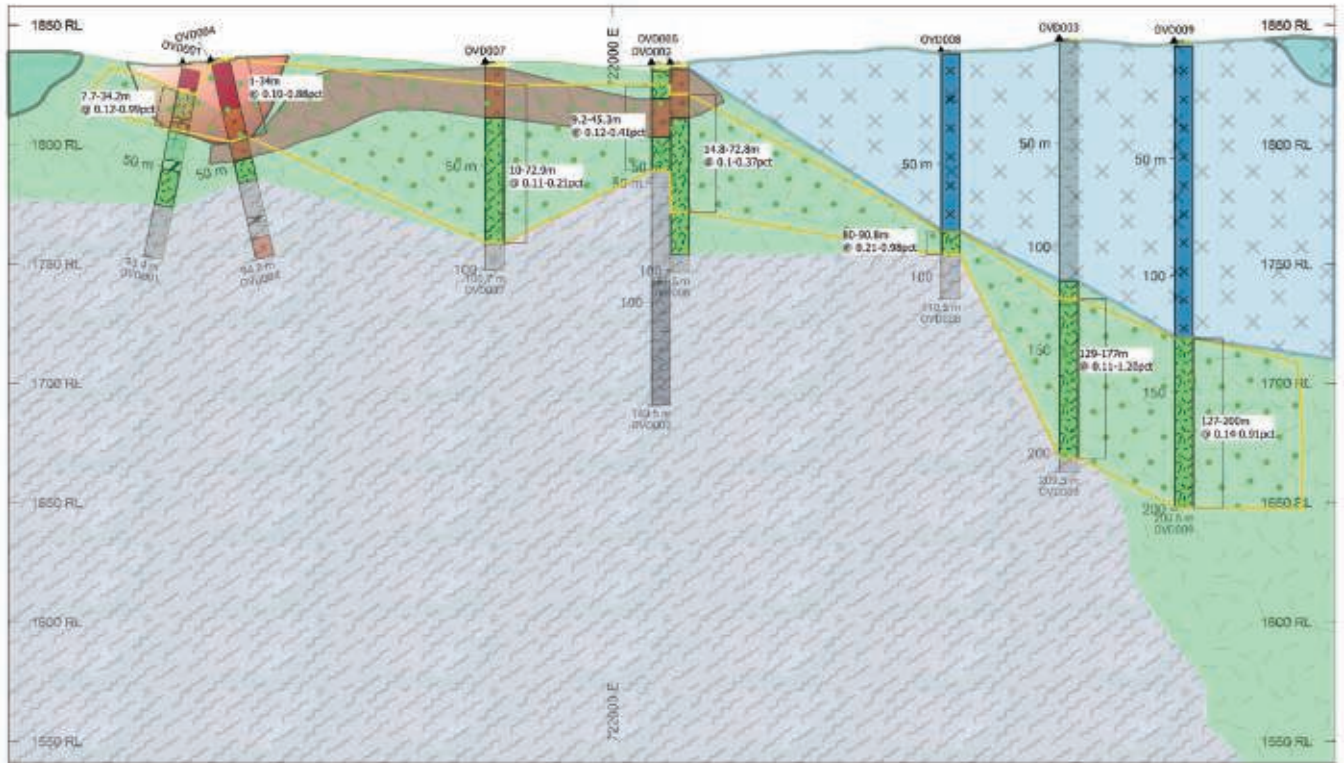 1850 RL
1850 RL
OVD004
OVD001
OVD007
OVD002
722000 E
OVD008
OVD009
7.7-34.2m
@ 0.12-0.99pct
1-34m
@ 0.10-0.88pct
9.2-45.3m
@ 0.12-0.41pct
14.8-72.8m
@ 0.1-0.37pct
10-72.9m
@ 0.11-0.21pct
80-90.8m
@ 0.21-0.98pct
129-177m
@ 0.11-1.20pct
127-200m
@ 0.14-0.91pct
1800 RL
1800 RL
50 m
50 m
50 m
50 m
50 m
50 m
1750 RL
1750 RL
100
100
100
100
100
1700 RL
1700 RL
150
150
200
200
1650 RL
1650 RL
200.5 m
OVD009
1600 RL
1600 RL
722000 E
1550 RL
1550 RL